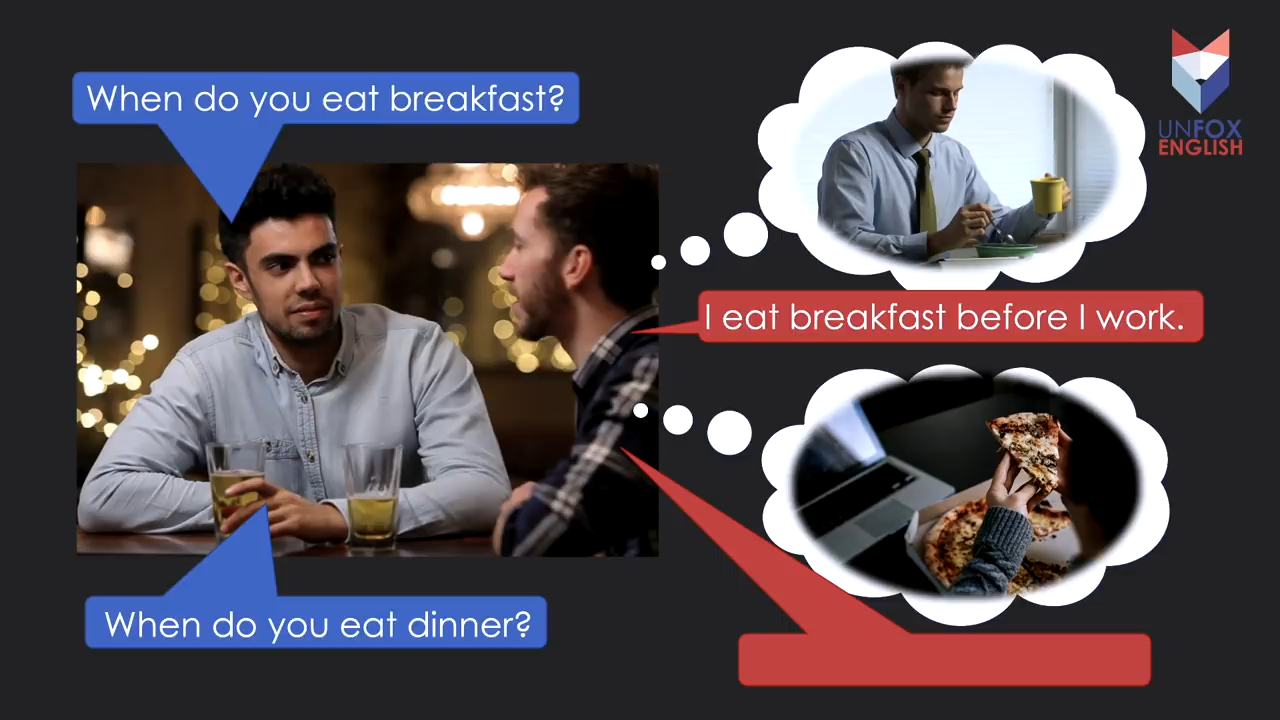 When do you eat breakfast?
UNFOX
ENGLISH
I eat breakfast before I work.
When do you eat dinner?